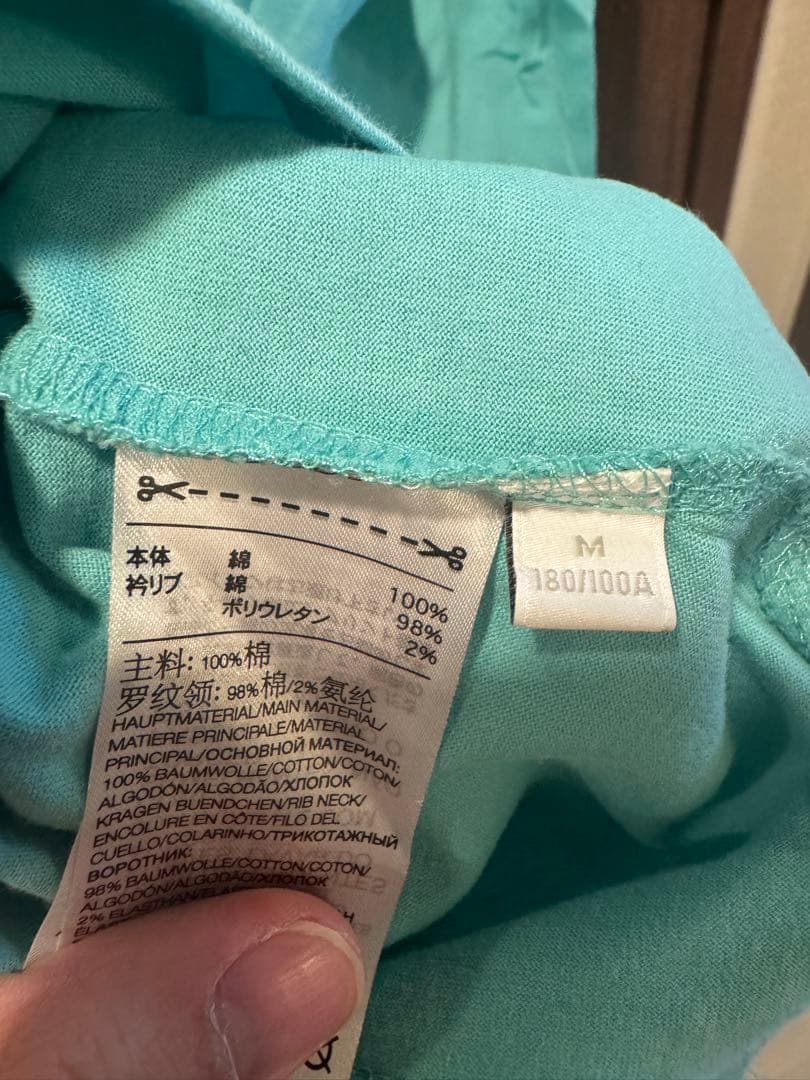 本体 綿 100%
衿リブ 綿 98%
ポリウレタン 2%
主料: 100%棉
罗纹领: 98%棉/2%氨纶
HAUPTMATERIAL/MAIN MATERIAL/
MATIERE PRINCIPALE/MATERIAL
PRINCIPAL/ОСНОВНОЙ МАТЕРИАЛ:
100% BAUMWOLLE/COTTON/COTON/
ALGODÓN/ALGODÃO/ХЛОПОК
KRAGEN BUENDCHEN/RIB NECK/
ENCOLURE EN CÔTE/FILO DEL
CUELLO/COLARINHO/ТРИКОТАЖНЫЙ
ВОРОТНИК:
98% BAUMWOLLE/COTTON/COTON/
ALGODÓN/ALGODÃO/ХЛОПОК
2% ELASTHAN
M
180/100A